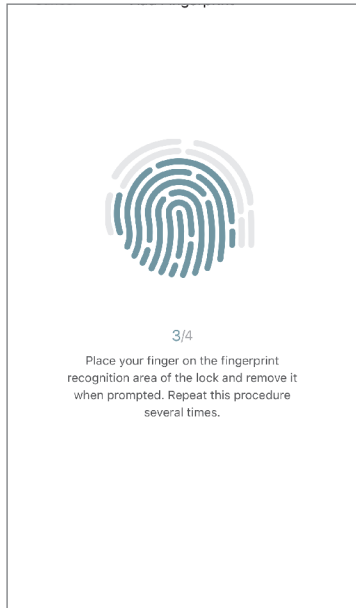 3/4
Place your finger on the fingerprint
recognition area of the lock and remove it
when prompted. Repeat this procedure
several times.